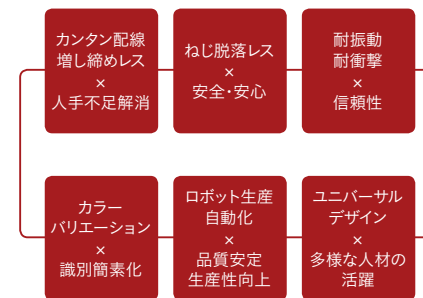 カンタン配線
増し締めレス
×
人手不足解消
ねじ脱落レス
×
安全・安心
耐振動
耐衝撃
×
信頼性
カラー
バリエーション
×
識別簡素化
ロボット生産
自動化
×
品質安定
生産性向上
ユニバーサル
デザイン
×
多様な人材の
活躍